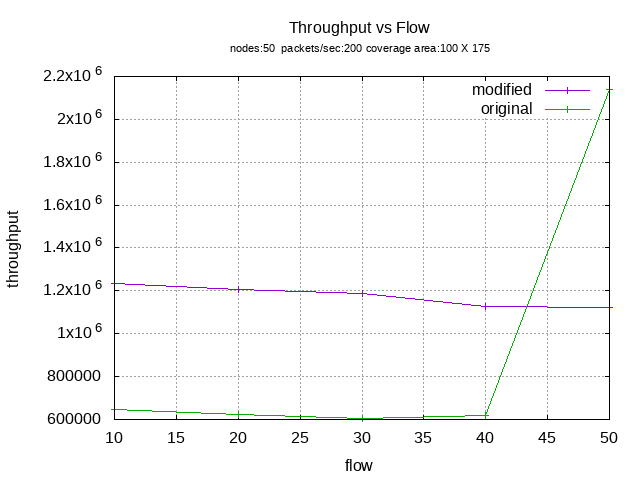 Throughput vs Flow
nodes:50  packets/sec:200 coverage area:100 X 175
2.2x10 6
2x10 6
1.8x10 6
1.6x10 6
1.4x10 6
1.2x10 6
1x10 6
800000
600000
throughput
modified
original
10 15 20 25 30 35 40 45 50
flow